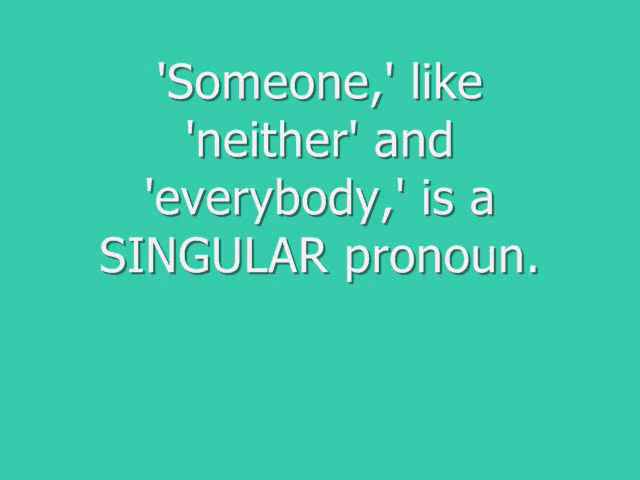 'Someone,' like
'neither' and
'everybody,' is a
SINGULAR pronoun.